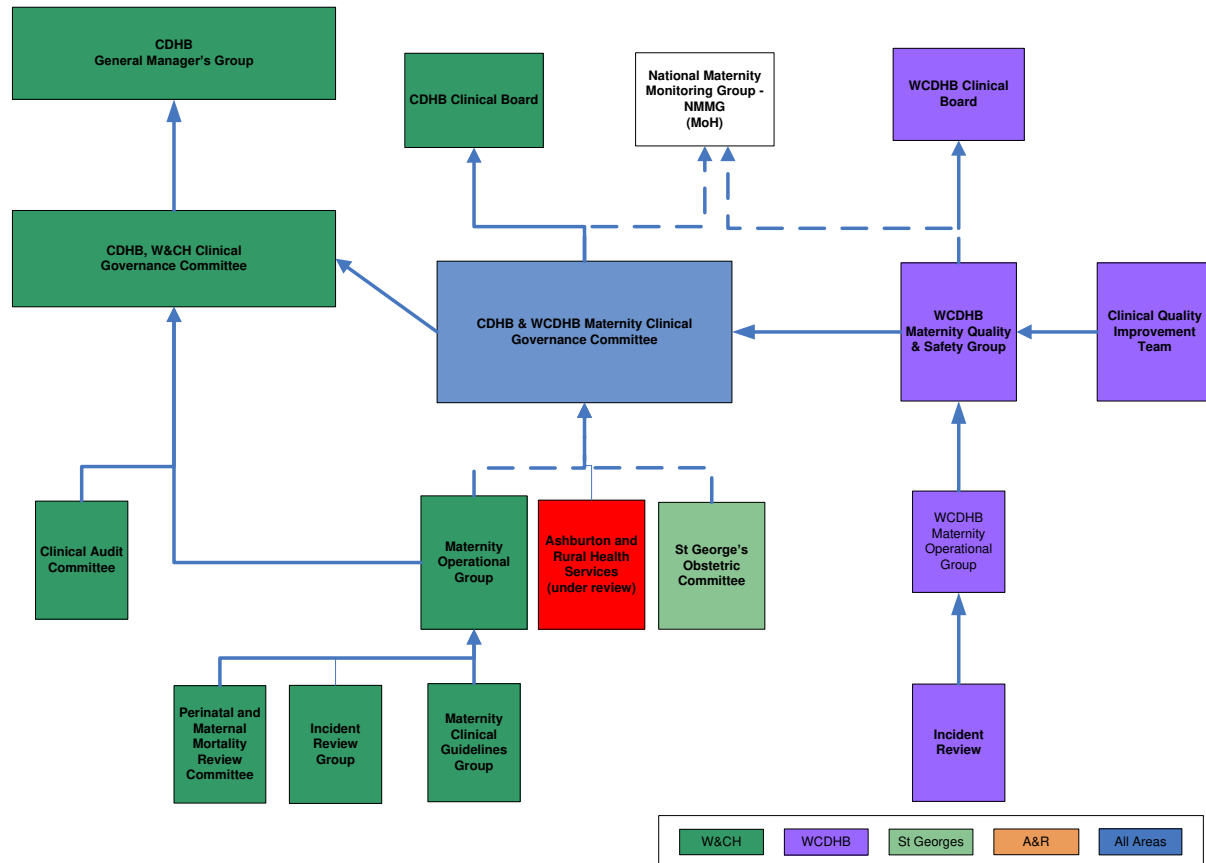 CDHB
General Manager's Group
CDHB Clinical Board
National Maternity
Monitoring Group -
NMMG
(MoH)
WCDHB Clinical
Board
CDHB, W&CH Clinical
Governance Committee
CDHB & WCDHB Maternity Clinical
Governance Committee
WCDHB
Maternity Quality
& Safety Group
Clinical Quality
Improvement
Team
Clinical Audit
Committee
Maternity
Operational
Group
Ashburton and
Rural Health
Services
(under review)
St George's
Obstetric
Committee
WCDHB
Maternity
Operational
Group
Perinatal and
Maternal
Mortality
Review
Committee
Incident
Review
Group
Maternity
Clinical
Guidelines
Group
Incident
Review
W&CH
WCDHB
St Georges
A&R
All Areas